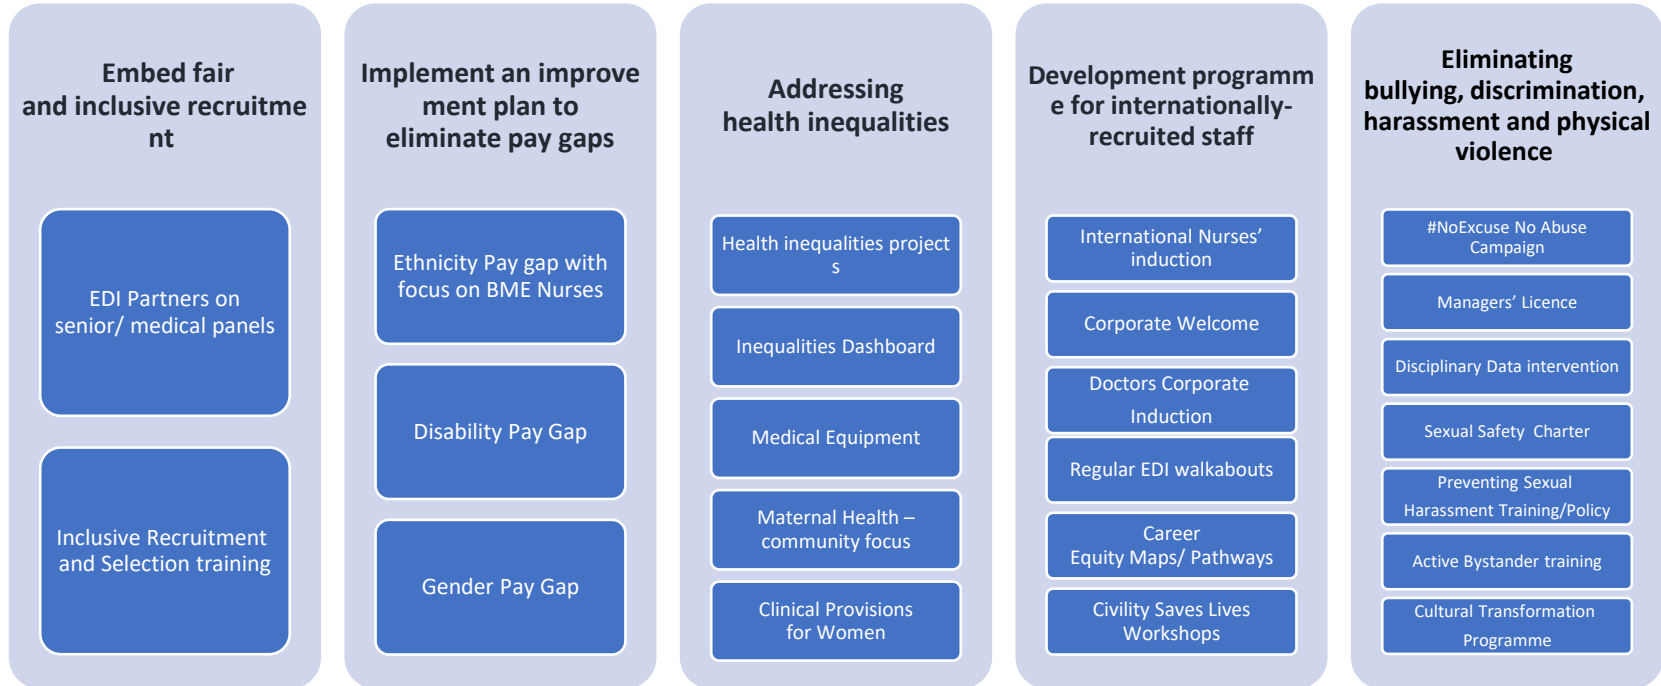 Embed fair
and inclusive recruitme
nt
EDI Partners on
senior/ medical panels
Inclusive Recruitment
and Selection training
Implement an improve
ment plan to
eliminate pay gaps
Ethnicity Pay gap with
focus on BME Nurses
Disability Pay Gap
Gender Pay Gap
Addressing
health inequalities
Health inequalities project
s
Inequalities Dashboard
Medical Equipment
Maternal Health –
community focus
Clinical Provisions
for Women
Development programm
e for internationally-
recruited staff
International Nurses’
induction
Corporate Welcome
Doctors Corporate
Induction
Regular EDI walkabouts
Career
Equity Maps/ Pathways
Civility Saves Lives
Workshops
Eliminating
bullying, discrimination,
harassment and physical
violence
#NoExcuse No Abuse
Campaign
Managers’ Licence
Disciplinary Data intervention
Sexual Safety Charter
Preventing Sexual
Harassment Training/Policy
Active Bystander training
Cultural Transformation
Programme